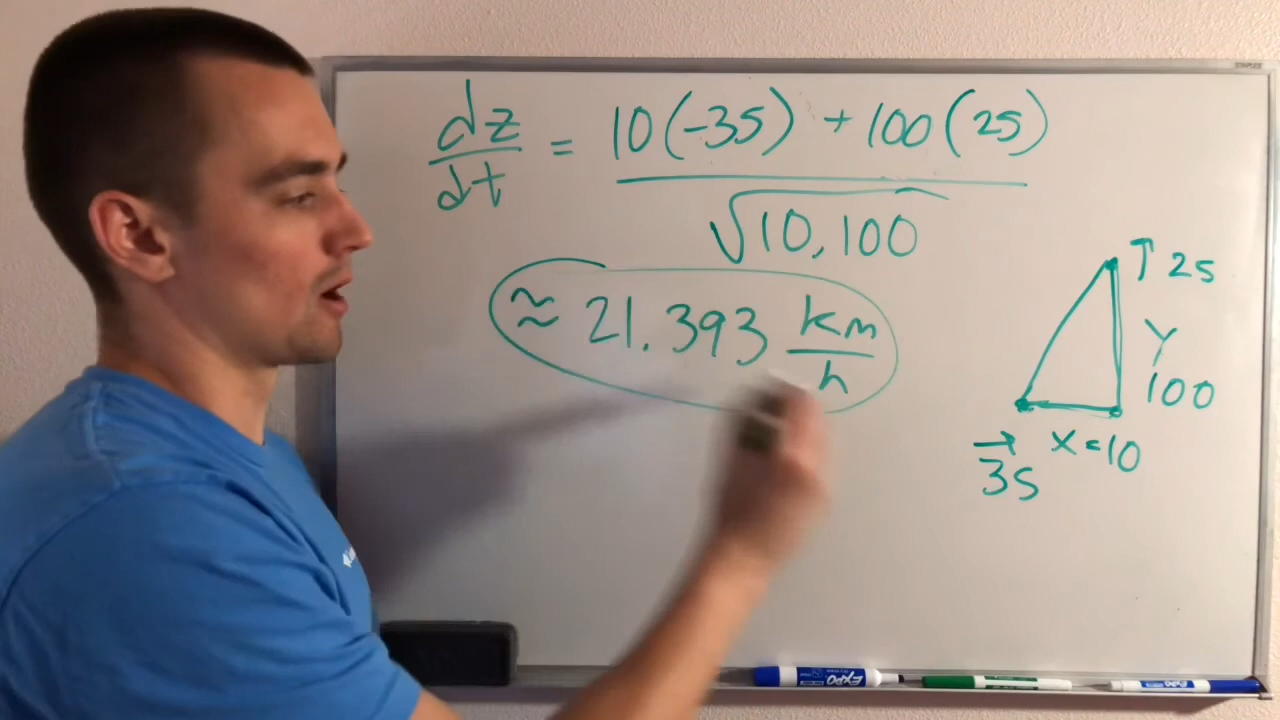 dz/dt = 10(-35) + 100(25) / √10,100
≈ 21.393 km/h
↑ 25
Y
100
→ x=10
35
EXPO